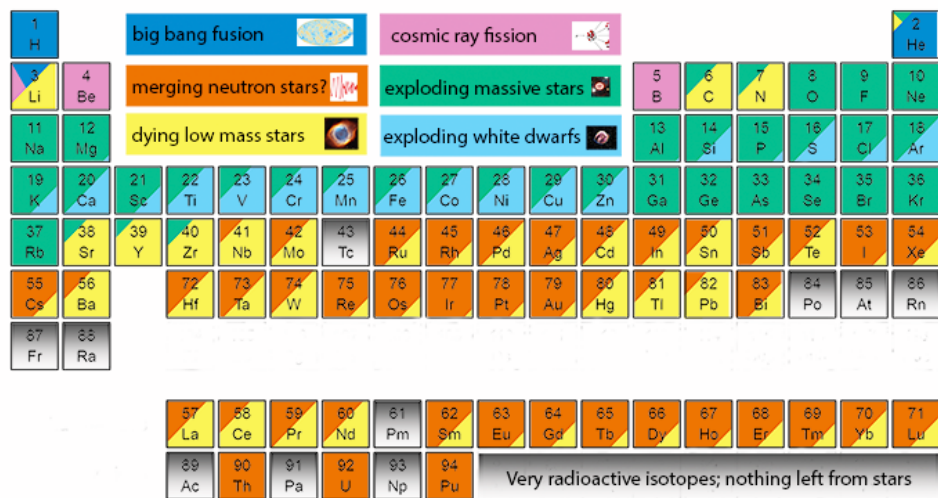 1 2
H big bang fusion cosmic ray fission He
3 4 merging neutron stars? exploding massive stars 5 6 7 8 9 10
Li Be B C N O F Ne
11 12 dying low mass stars exploding white dwarfs 13 14 15 16 17 18
Na Mg Al Si P S Cl Ar
19 20 21 22 23 24 25 26 27 28 29 30 31 32 33 34 35 36
K Ca Sc Ti V Cr Mn Fe Co Ni Cu Zn Ga Ge As Se Br Kr
37 38 39 40 41 42 43 44 45 46 47 48 49 50 51 52 53 54
Rb Sr Y Zr Nb Mo Tc Ru Rh Pd Ag Cd In Sn Sb Te I Xe
55 56 72 73 74 75 76 77 78 79 80 81 82 83 84 85 86
Cs Ba Hf Ta W Re Os Ir Pt Au Hg Tl Pb Bi Po At Rn
87 88
Fr Ra
57 58 59 60 61 62 63 64 65 66 67 68 69 70 71
La Ce Pr Nd Pm Sm Eu Gd Tb Dy Ho Er Tm Yb Lu
89 90 91 92 93 94 Very radioactive isotopes; nothing left from stars
Ac Th Pa U Np Pu